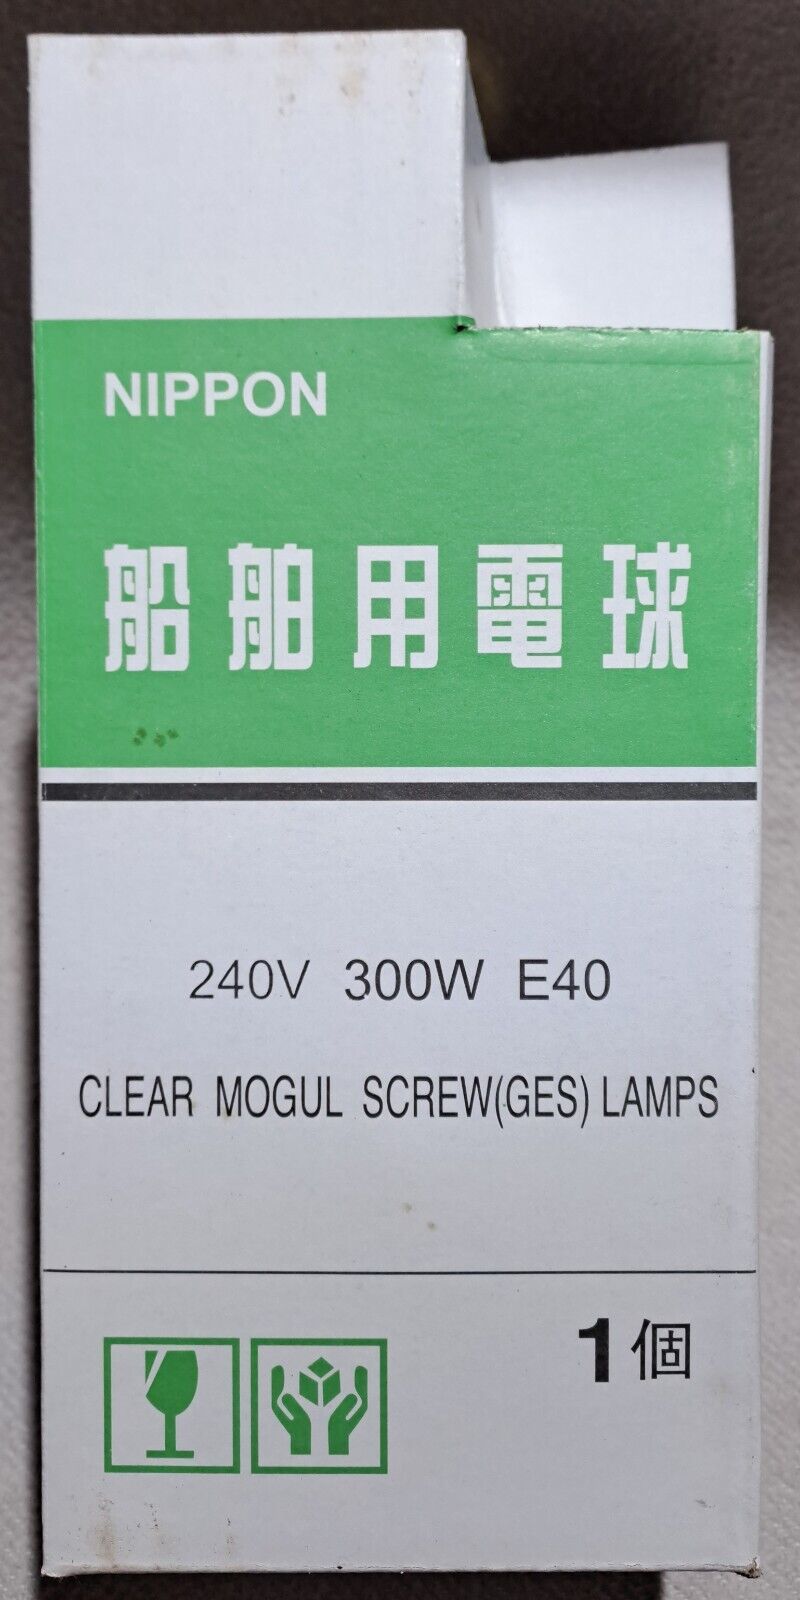 NIPPON
船舶用電球
240V 300W E40
CLEAR MOGUL SCREW(GES) LAMPS
1個